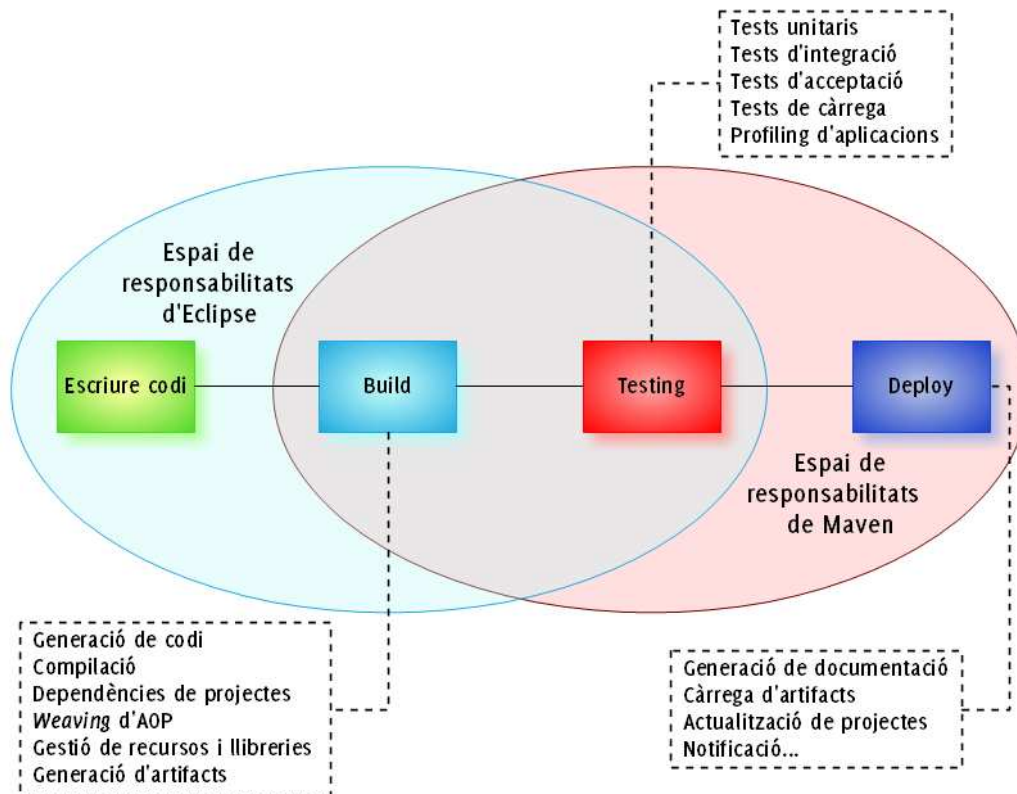 Tests unitaris
Tests d'integració
Tests d'acceptació
Tests de càrrega
Profiling d'aplicacions
Espai de
responsabilitats
d'Eclipse
Escriure codi
Build
Testing
Deploy
Espai de
responsabilitats
de Maven
Generació de codi
Compilació
Dependències de projectes
Weaving d'AOP
Gestió de recursos i llibreries
Generació d'artifacts
Generació de documentació
Càrrega d'artifacts
Actualització de projectes
Notificació...